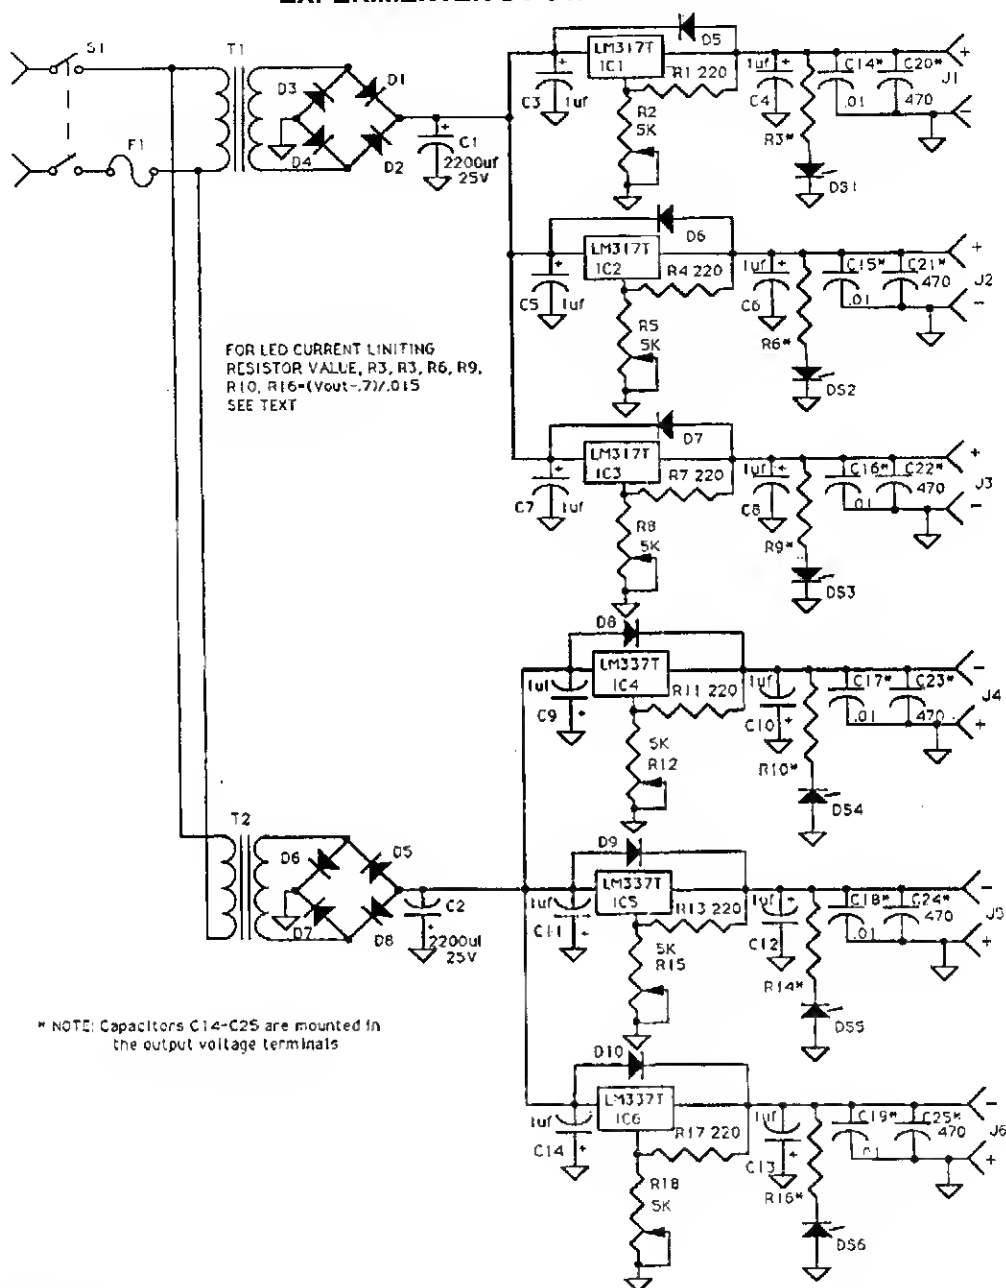 S1
T1
F1
D3
D1
D4
D2
+
C1
2200uf
25V
LM317T
IC1
D5
+
C3
1uf
R1 220
R2
5K
1uf
+
C4
R3*
DS1
C14*
.01
C20*
470
+
J1
-
LM317T
IC2
D6
+
C5
1uf
R4 220
R5
5K
1uf
+
C6
R6*
DS2
C15*
.01
C21*
470
+
J2
-
FOR LED CURRENT LINITING
RESISTOR VALUE, R3, R3, R6, R9,
R10, R16=(Vout-.7)/.015
SEE TEXT
LM317T
IC3
D7
+
C7
1uf
R7 220
R8
5K
1uf
+
C8
R9*
DS3
C16*
.01
C22*
470
+
J3
-
D8
LM337T
IC4
1uf
C9
+
R11 220
5K
R12
1uf
C10
+
R10*
DS4
C17*
.01
C23*
470
-
J4
+
T2
D6
D5
D7
D8
C2
+
2200uf
25V
D9
LM337T
IC5
1uf
C11
+
R13 220
5K
R15
1uf
C12
+
R14*
DS5
C18*
.01
C24*
470
-
J5
+
* NOTE: Capacitors C14-C25 are mounted in
the output voltage terminals
D10
LM337T
IC6
1uf
C14
+
R17 220
R18
5K
1uf
C13
+
R16*
DS6
C19*
.01
C25*
470
-
J6
+